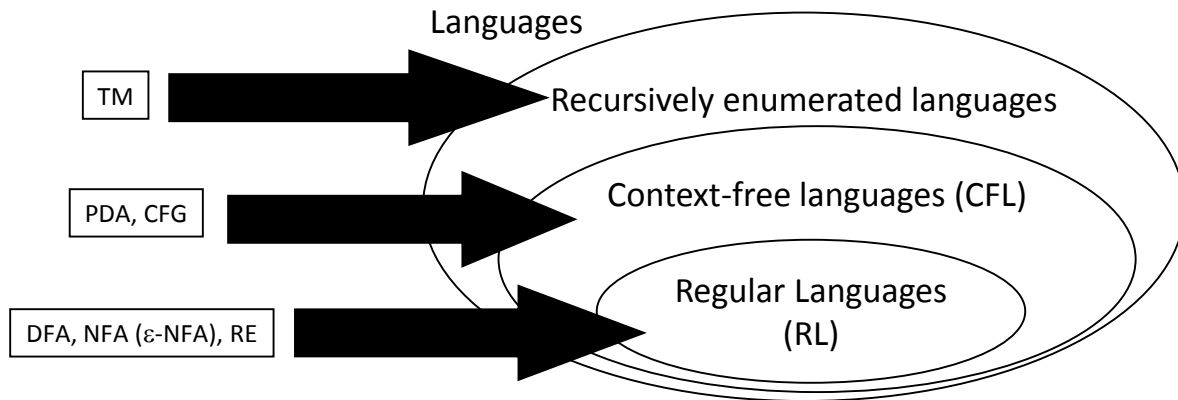 Languages
TM
Recursively enumerated languages
PDA, CFG
Context-free languages (CFL)
DFA, NFA (ε-NFA), RE
Regular Languages
(RL)